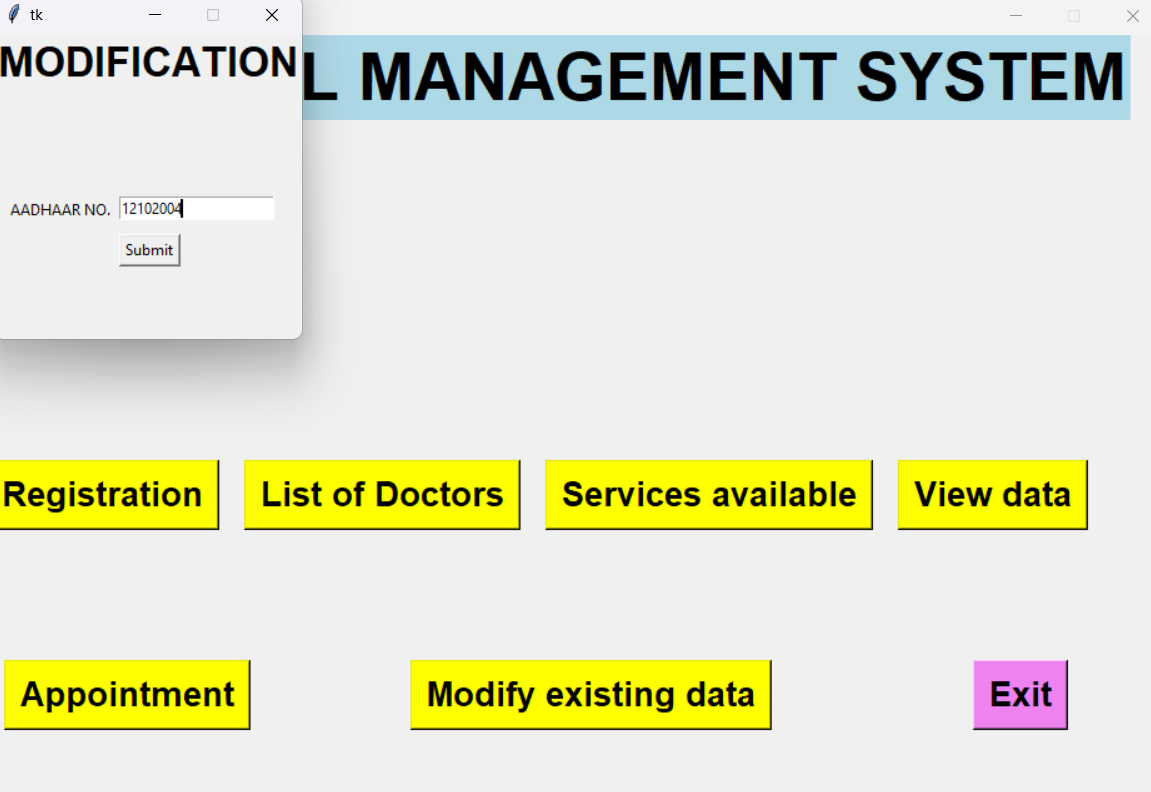 tk
MODIFICATION
L MANAGEMENT SYSTEM
AADHAAR NO. 12102004
Submit
Registration List of Doctors Services available View data
Appointment Modify existing data Exit